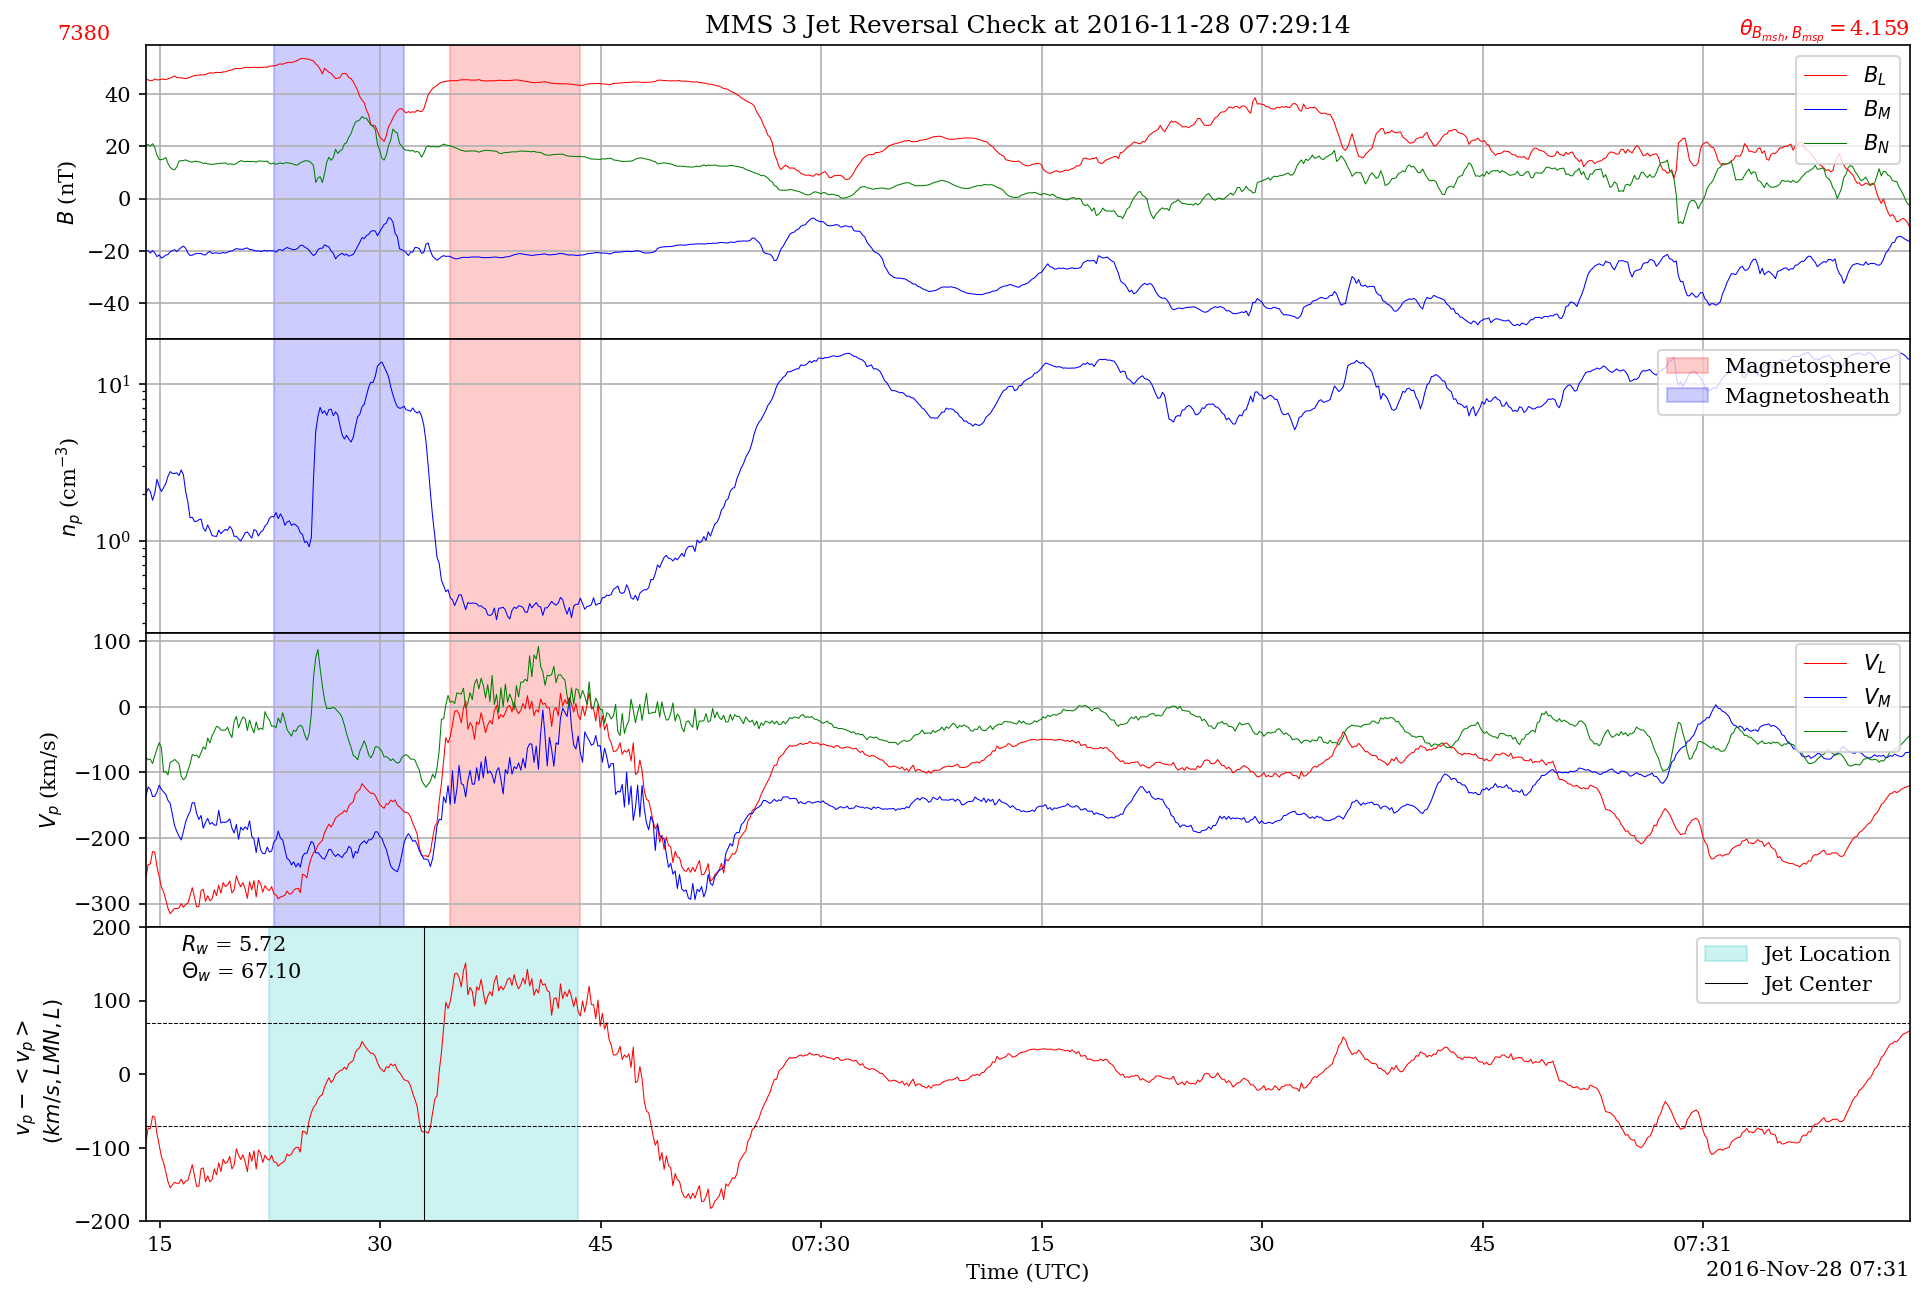 MMS 3 Jet Reversal Check at 2016-11-28 07:29:14
7380
$\theta_{B_{msh}, B_{msp}} = 4.159$
B (nT)
40
20
0
−20
−40
$B_L$
$B_M$
$B_N$
$n_p$ (cm$^{-3}$)
$10^1$
$10^0$
Magnetosphere
Magnetosheath
$V_p$ (km/s)
100
0
−100
−200
−300
$V_L$
$V_M$
$V_N$
$v_p - <v_p>$
(km/s, LMN, L)
200
100
0
−100
−200
$R_w$ = 5.72
$\Theta_w$ = 67.10
Jet Location
Jet Center
15 30 45 07:30 15 30 45 07:31
Time (UTC)
2016-Nov-28 07:31